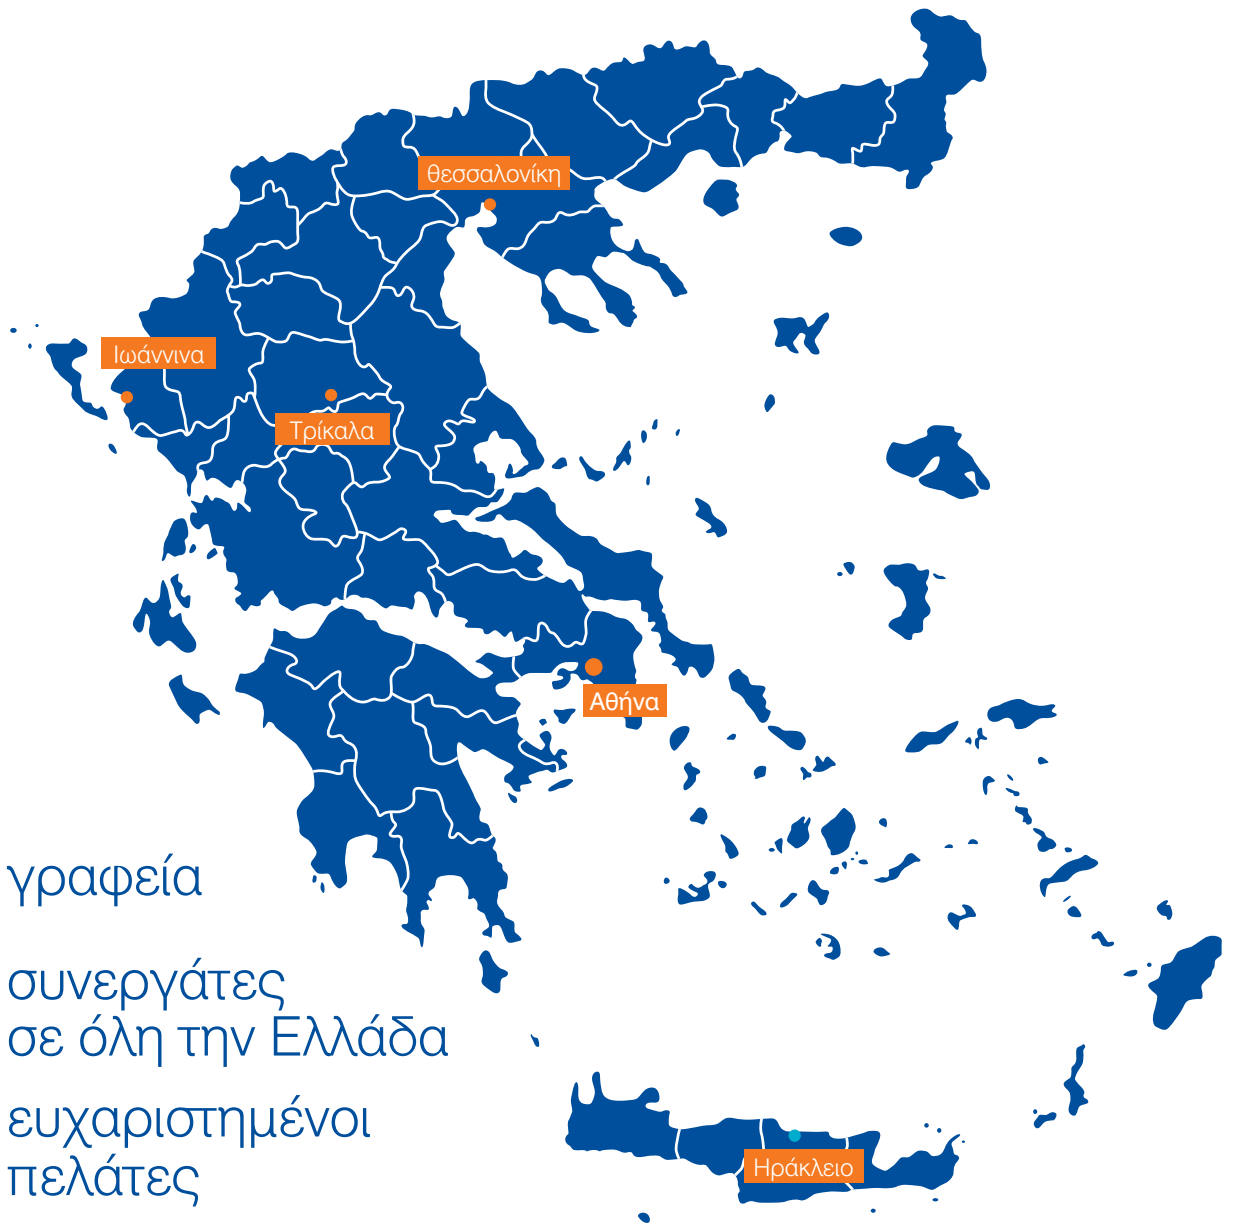 θεσσαλονίκη
Ιωάννινα
Τρίκαλα
Αθήνα
γραφεία
συνεργάτες
σε όλη την Ελλάδα
ευχαριστημένοι
πελάτες
Ηράκλειο